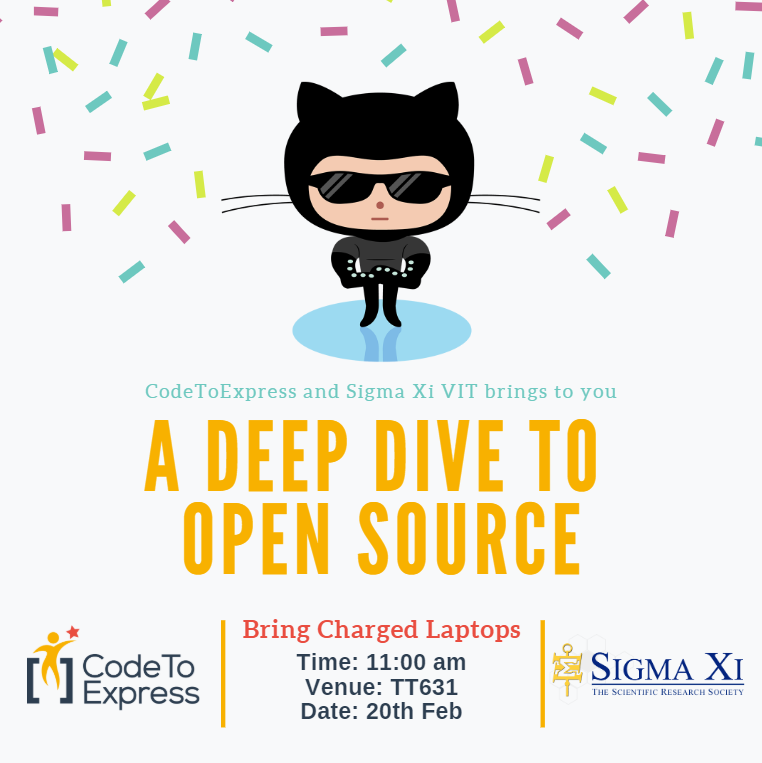 CodeToExpress and Sigma Xi VIT brings to you
A DEEP DIVE TO
OPEN SOURCE
CodeTo
Express
Bring Charged Laptops
Time: 11:00 am
Venue: TT631
Date: 20th Feb
SIGMA XI
THE SCIENTIFIC RESEARCH SOCIETY